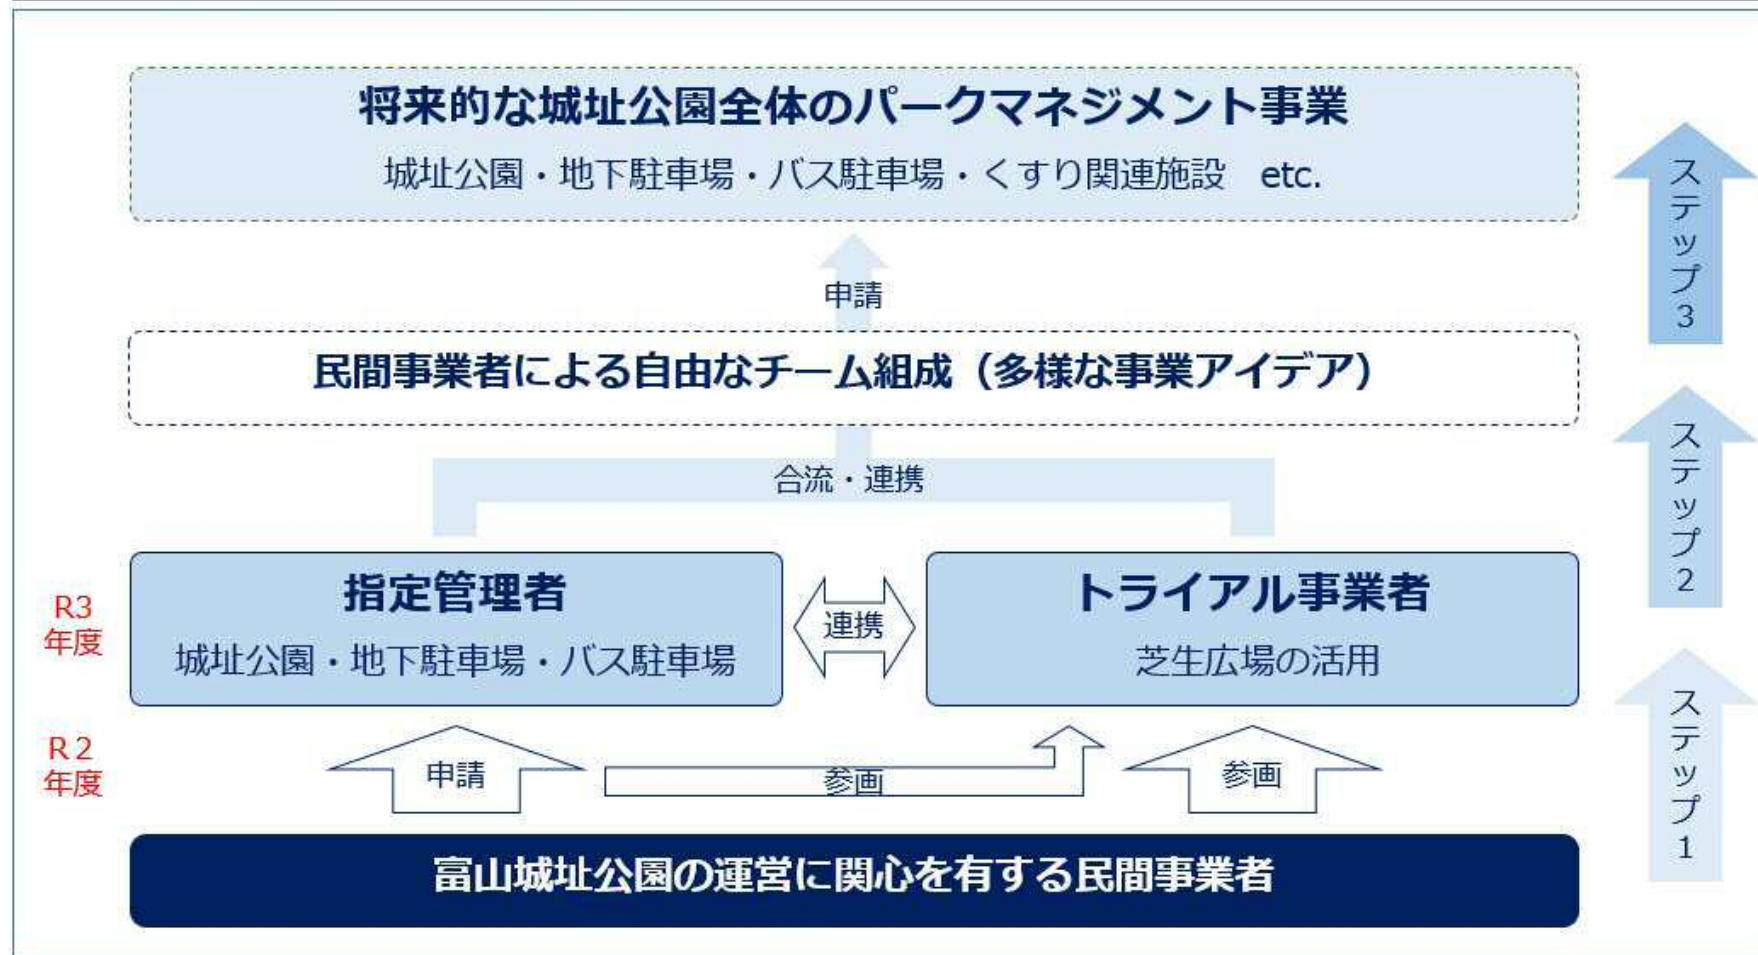 将来的な城址公園全体のパークマネジメント事業
城址公園・地下駐車場・バス駐車場・くすり関連施設　etc.
申請
民間事業者による自由なチーム組成（多様な事業アイデア）
合流・連携
R3
年度
指定管理者
城址公園・地下駐車場・バス駐車場
連携
トライアル事業者
芝生広場の活用
R２
年度
申請
参画
参画
富山城址公園の運営に関心を有する民間事業者
ステップ3
ステップ2
ステップ1